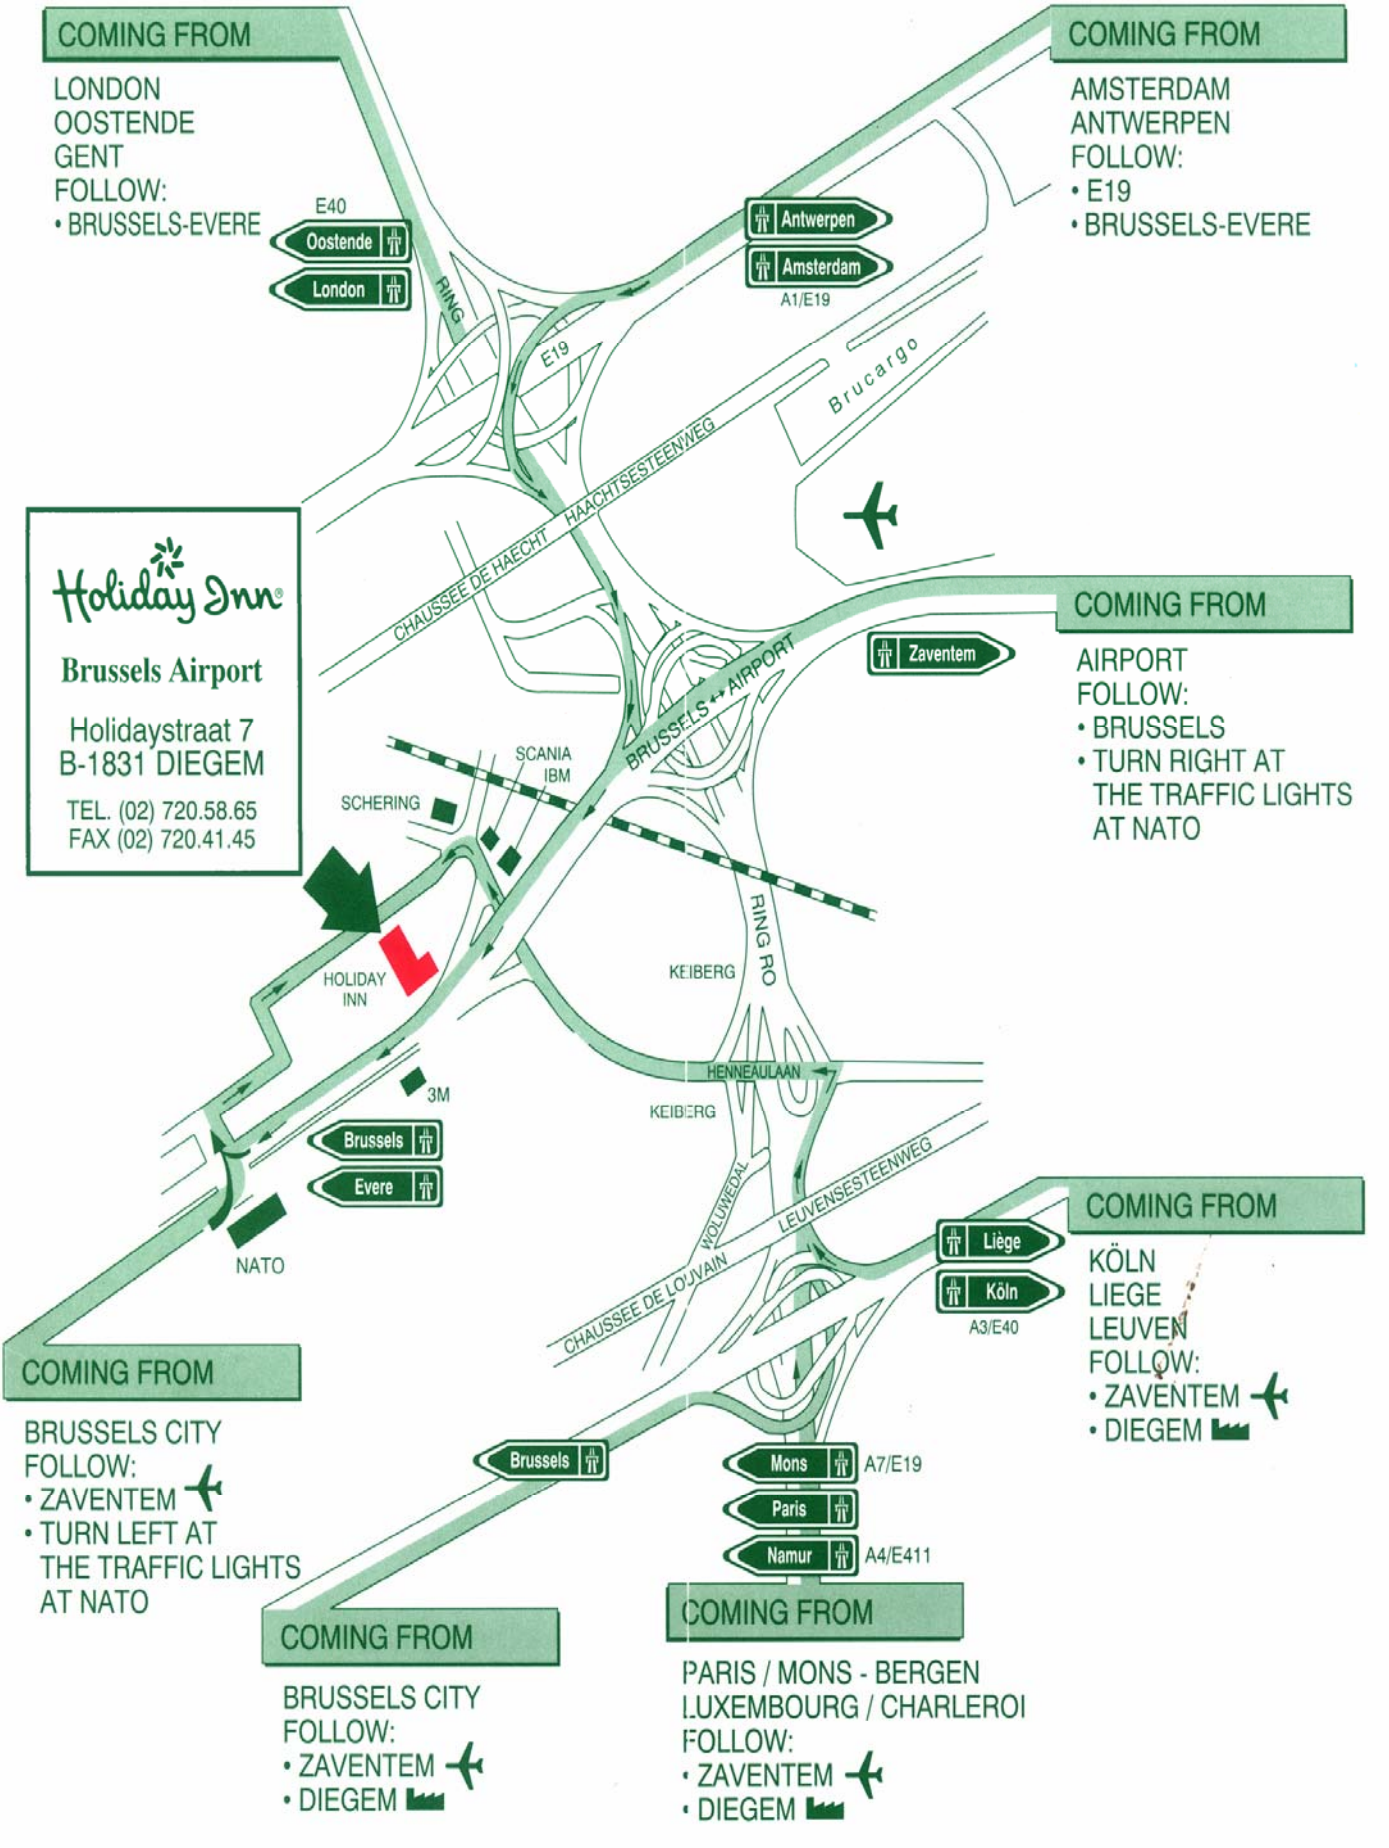 COMING FROM
LONDON
OOSTENDE
GENT
FOLLOW:
• BRUSSELS-EVERE
E40
Oostende
London
RING
E19
COMING FROM
AMSTERDAM
ANTWERPEN
FOLLOW:
• E19
• BRUSSELS-EVERE
Antwerpen
Amsterdam
A1/E19
Brucargo
CHAUSSEE DE HAECHT HAACHTSESTEENWEG
Holiday Inn®
Brussels Airport
Holidaystraat 7
B-1831 DIEGEM
TEL. (02) 720.58.65
FAX (02) 720.41.45
COMING FROM
AIRPORT
FOLLOW:
• BRUSSELS
• TURN RIGHT AT
THE TRAFFIC LIGHTS
AT NATO
Zaventem
BRUSSELS ↔ AIRPORT
SCANIA
IBM
SCHERING
HOLIDAY
INN
RING RO
KEIBERG
HENNEAULAAN
KEIBERG
3M
Brussels
Evere
NATO
WOLUWEDAL
CHAUSSEE DE LOUVAIN LEUVENSESTEENWEG
COMING FROM
KÖLN
LIEGE
LEUVEN
FOLLOW:
• ZAVENTEM
• DIEGEM
Liège
Köln
A3/E40
COMING FROM
BRUSSELS CITY
FOLLOW:
• ZAVENTEM
• TURN LEFT AT
THE TRAFFIC LIGHTS
AT NATO
Brussels
Mons A7/E19
Paris
Namur A4/E411
COMING FROM
BRUSSELS CITY
FOLLOW:
• ZAVENTEM
• DIEGEM
COMING FROM
PARIS / MONS - BERGEN
LUXEMBOURG / CHARLEROI
FOLLOW:
• ZAVENTEM
• DIEGEM